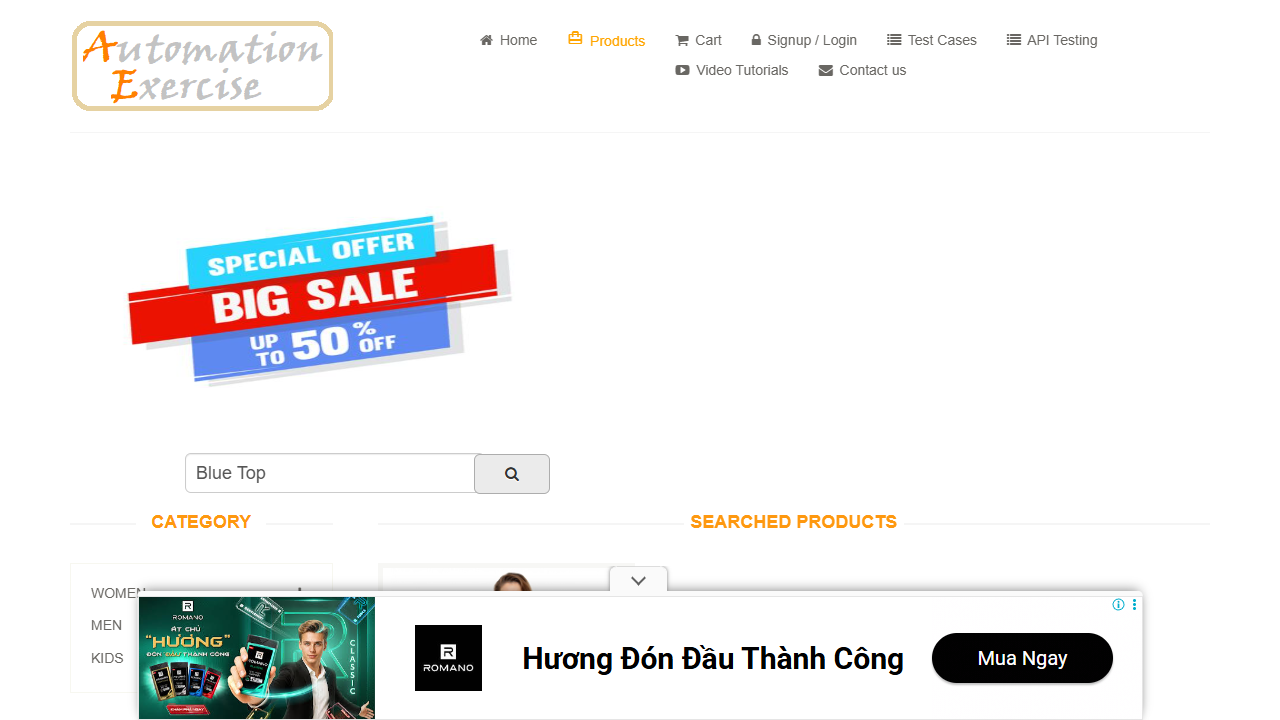 Automation
Exercise
Home
Products
Cart
Signup / Login
Test Cases
API Testing
Video Tutorials
Contact us
SPECIAL OFFER
BIG SALE
UP TO 50% OFF
Blue Top
CATEGORY
SEARCHED PRODUCTS
WOMEN
MEN
KIDS
R
ROMANO
ÁT CHỦ
“HƯƠNG”
ĐÓN ĐẦU THÀNH CÔNG
CLASSIC
R
ROMANO
Hương Đón Đầu Thành Công
Mua Ngay